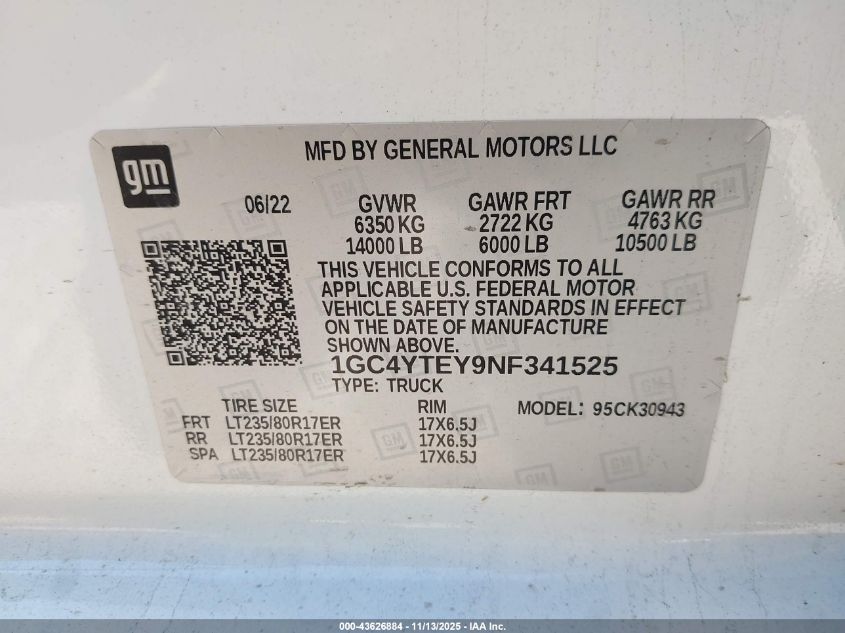 gm
MFD BY GENERAL MOTORS LLC
06/22 GVWR GAWR FRT GAWR RR
6350 KG 2722 KG 4763 KG
14000 LB 6000 LB 10500 LB
THIS VEHICLE CONFORMS TO ALL
APPLICABLE U.S. FEDERAL MOTOR
VEHICLE SAFETY STANDARDS IN EFFECT
ON THE DATE OF MANUFACTURE
SHOWN ABOVE.
1GC4YTEY9NF341525
TYPE: TRUCK
TIRE SIZE RIM MODEL: 95CK30943
FRT LT235/80R17ER 17X6.5J
RR LT235/80R17ER 17X6.5J
SPA LT235/80R17ER 17X6.5J
000-43626884 - 11/13/2025 - IAA Inc.